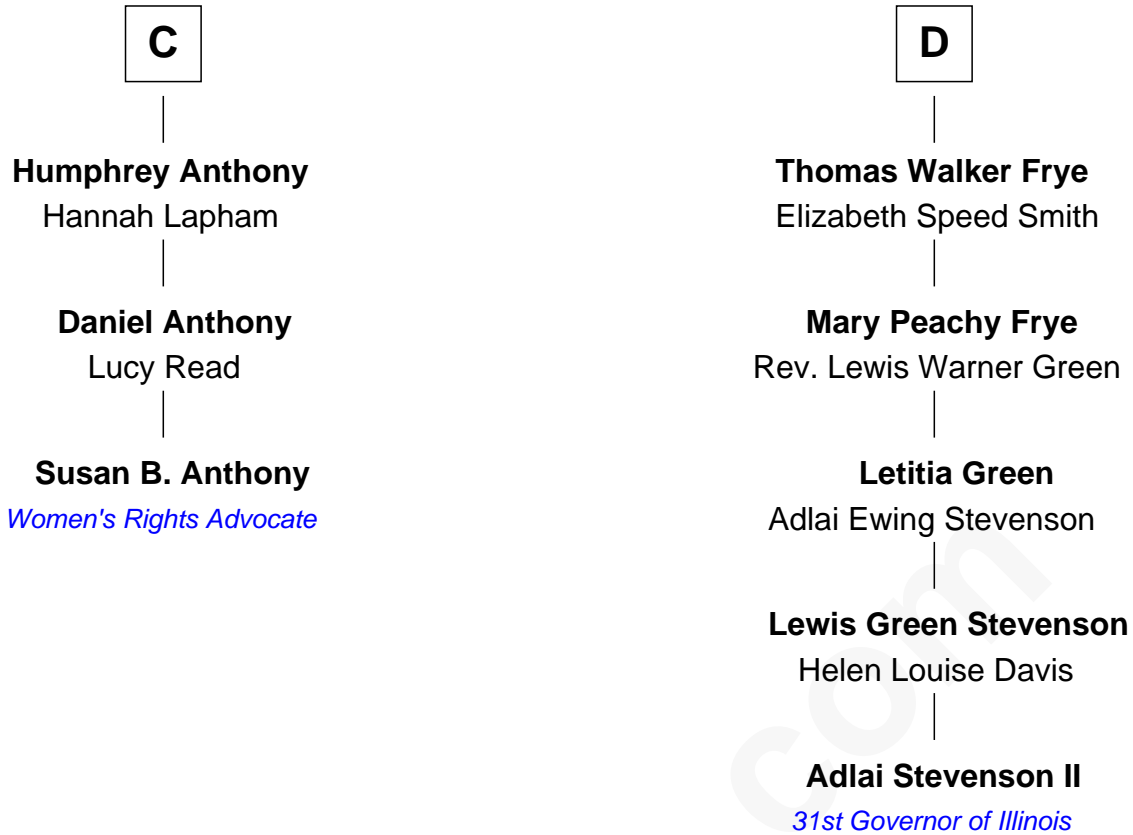 C
Humphrey Anthony
Hannah Lapham
Daniel Anthony
Lucy Read
Susan B. Anthony
Women's Rights Advocate
D
Thomas Walker Frye
Elizabeth Speed Smith
Mary Peachy Frye
Rev. Lewis Warner Green
Letitia Green
Adlai Ewing Stevenson
Lewis Green Stevenson
Helen Louise Davis
Adlai Stevenson II
31st Governor of Illinois
com